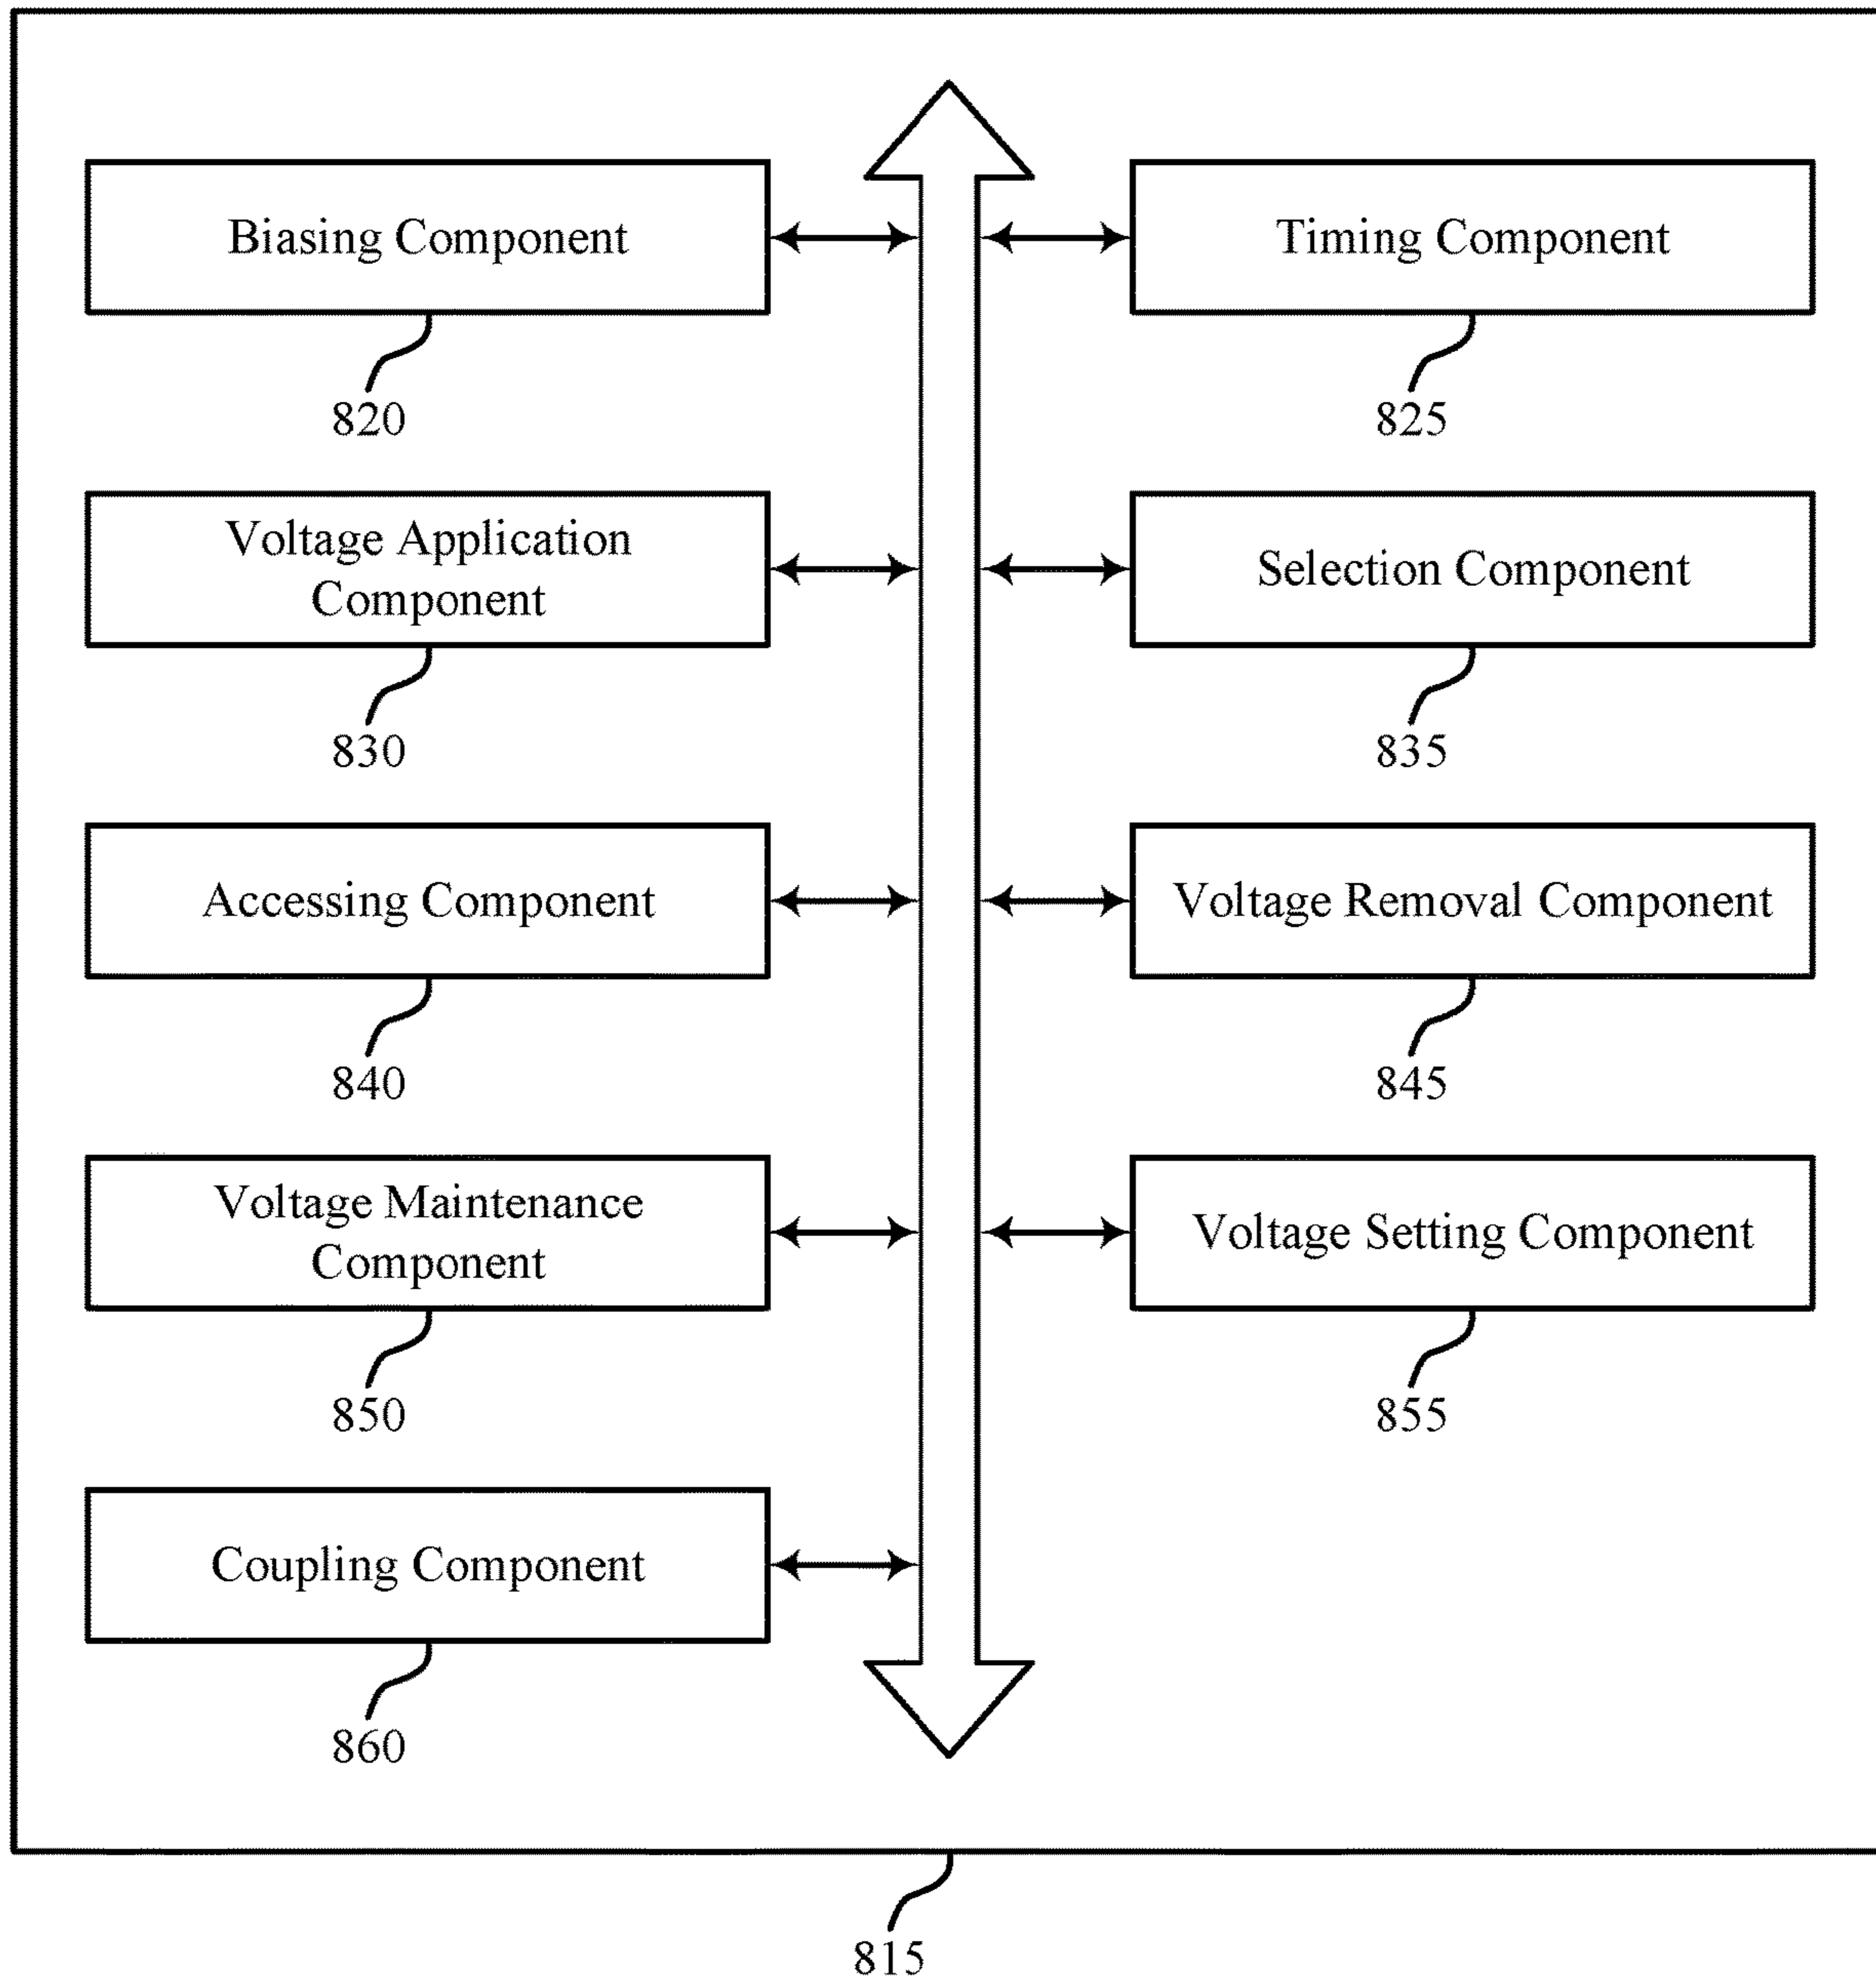 Biasing Component
Timing Component
820
825
Voltage Application
Component
Selection Component
830
835
Accessing Component
Voltage Removal Component
840
845
Voltage Maintenance
Component
Voltage Setting Component
850
855
Coupling Component
860
815